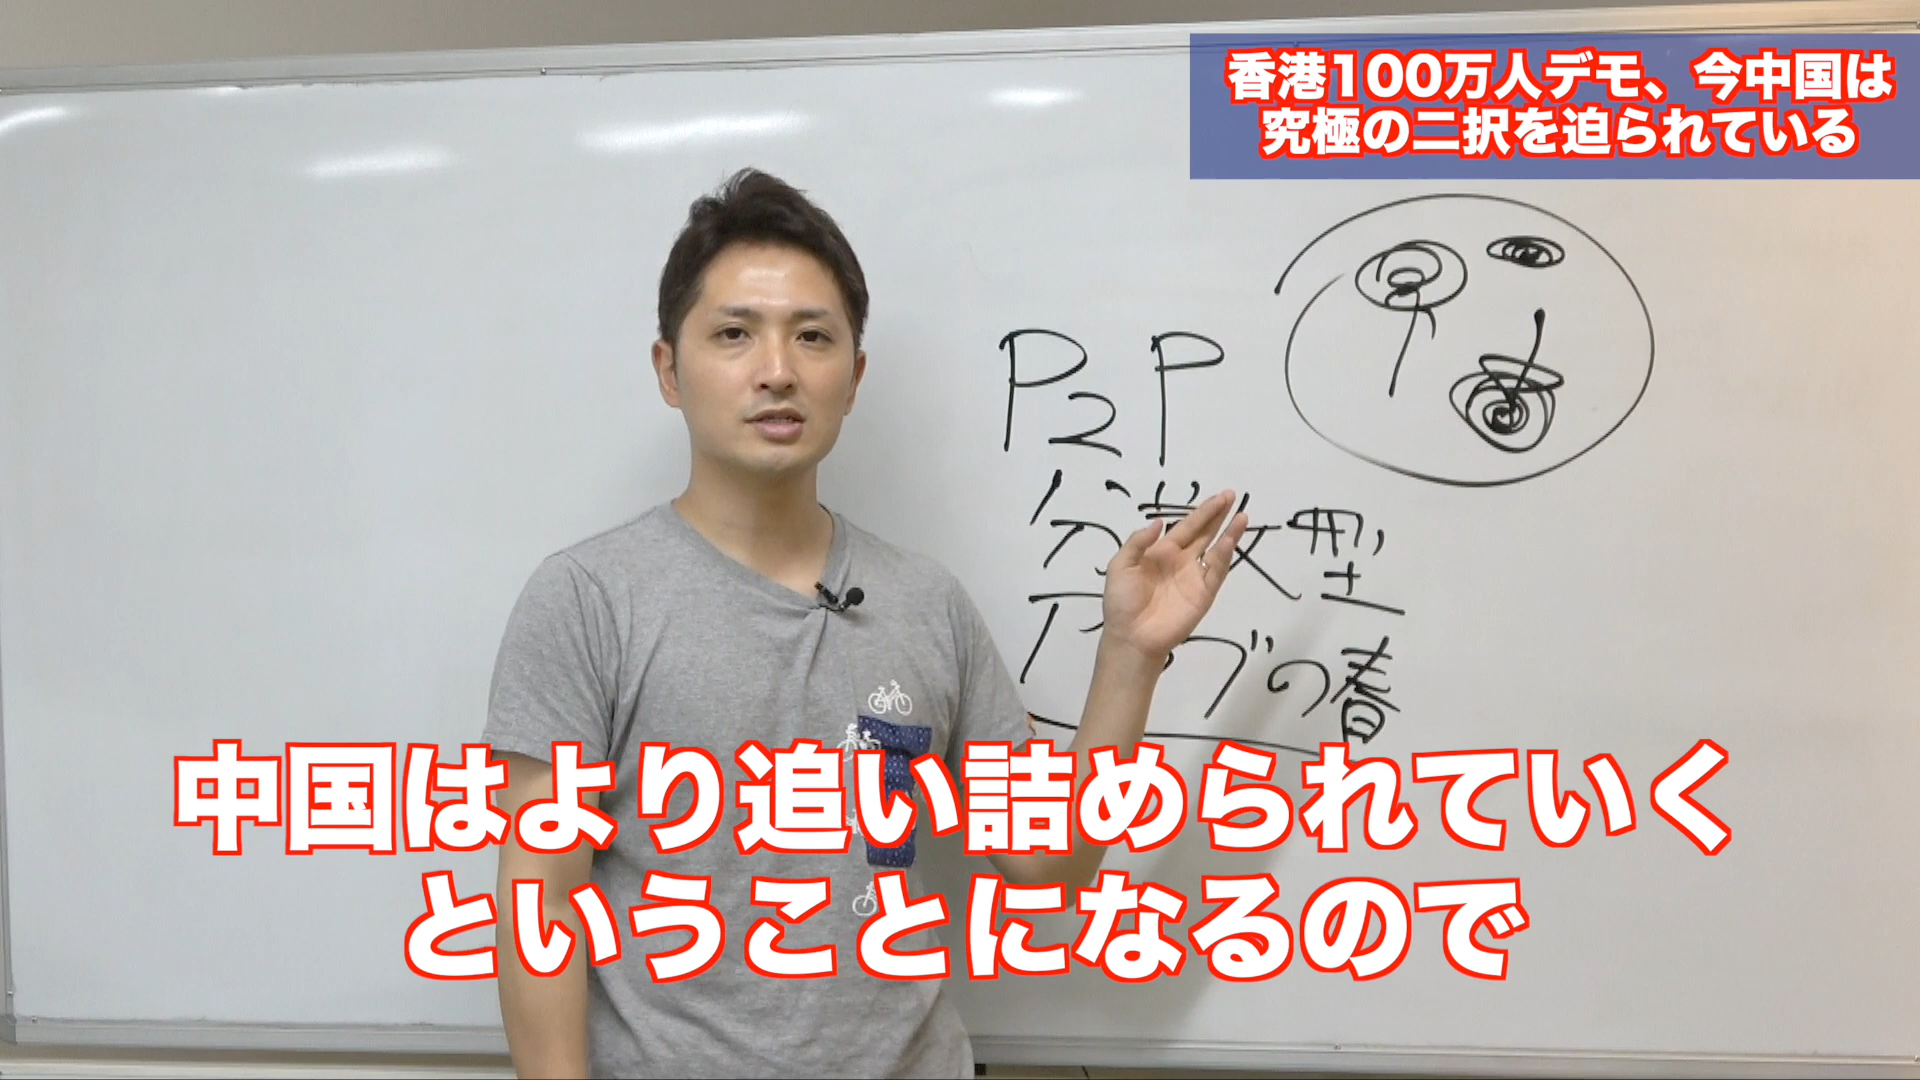 香港100万人デモ、今中国は
究極の二択を迫られている
P2P
分散型
アラブの春
中国はより追い詰められていく
ということになるので